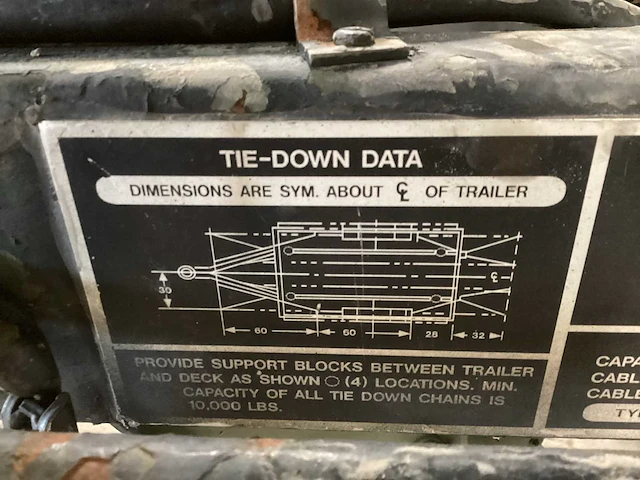 TIE-DOWN DATA
DIMENSIONS ARE SYM. ABOUT ℄ OF TRAILER
℄
30
60 60 28 32
PROVIDE SUPPORT BLOCKS BETWEEN TRAILER
AND DECK AS SHOWN ○ (4) LOCATIONS. MIN.
CAPACITY OF ALL TIE DOWN CHAINS IS
10,000 LBS.
CAPA
CABL
CABLE
TY